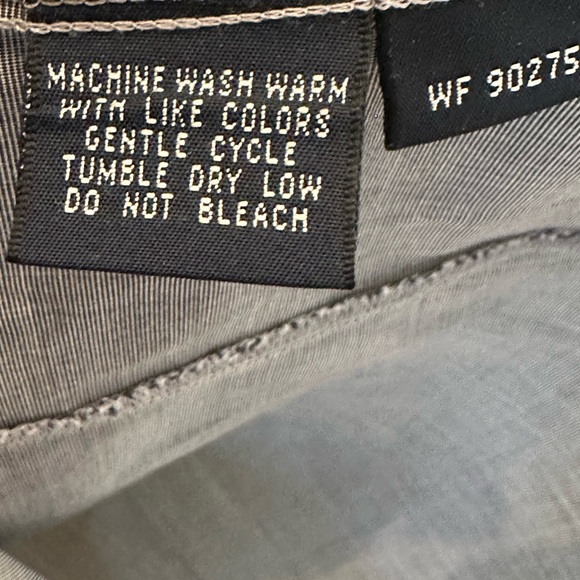 MACHINE WASH WARM
WITH LIKE COLORS
GENTLE CYCLE
TUMBLE DRY LOW
DO NOT BLEACH
WF 90275